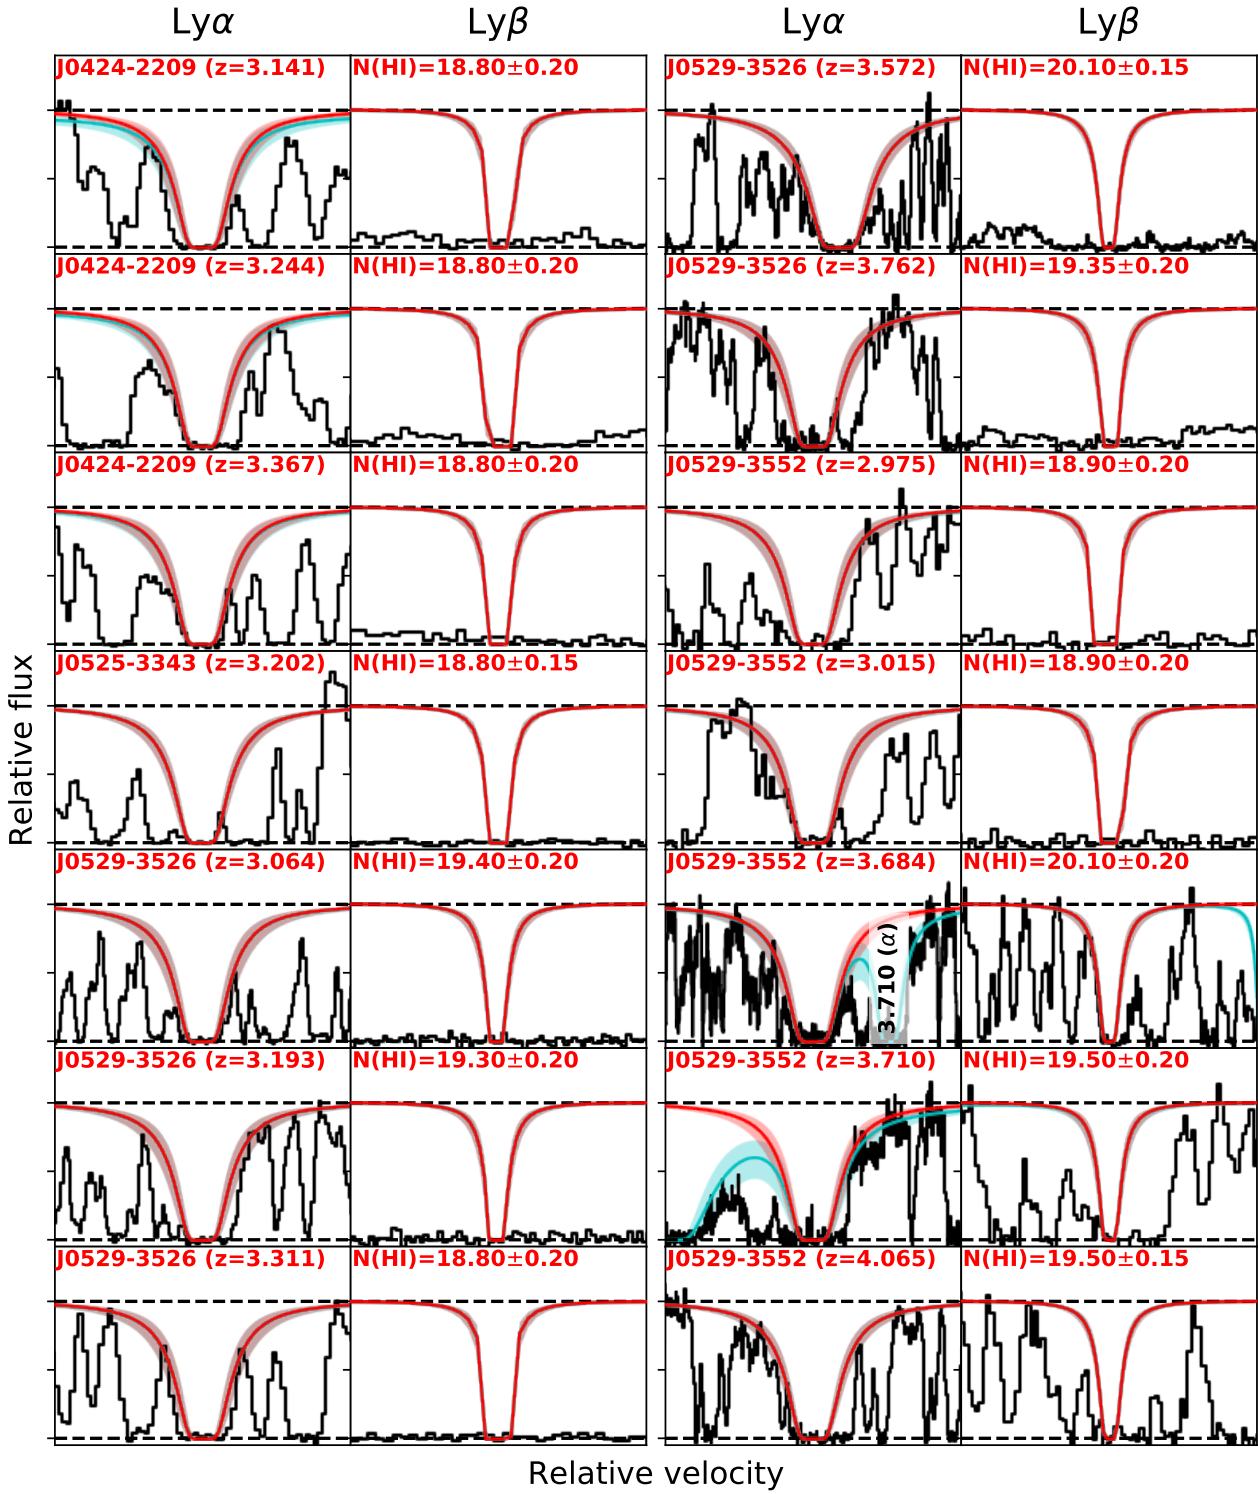 Lyα Lyβ Lyα Lyβ
J0424-2209 (z=3.141) N(HI)=18.80±0.20 J0529-3526 (z=3.572) N(HI)=20.10±0.15
J0424-2209 (z=3.244) N(HI)=18.80±0.20 J0529-3526 (z=3.762) N(HI)=19.35±0.20
J0424-2209 (z=3.367) N(HI)=18.80±0.20 J0529-3552 (z=2.975) N(HI)=18.90±0.20
J0525-3343 (z=3.202) N(HI)=18.80±0.15 J0529-3552 (z=3.015) N(HI)=18.90±0.20
J0529-3526 (z=3.064) N(HI)=19.40±0.20 J0529-3552 (z=3.684) N(HI)=20.10±0.20
3.710 (α)
J0529-3526 (z=3.193) N(HI)=19.30±0.20 J0529-3552 (z=3.710) N(HI)=19.50±0.20
J0529-3526 (z=3.311) N(HI)=18.80±0.20 J0529-3552 (z=4.065) N(HI)=19.50±0.15
Relative flux
Relative velocity